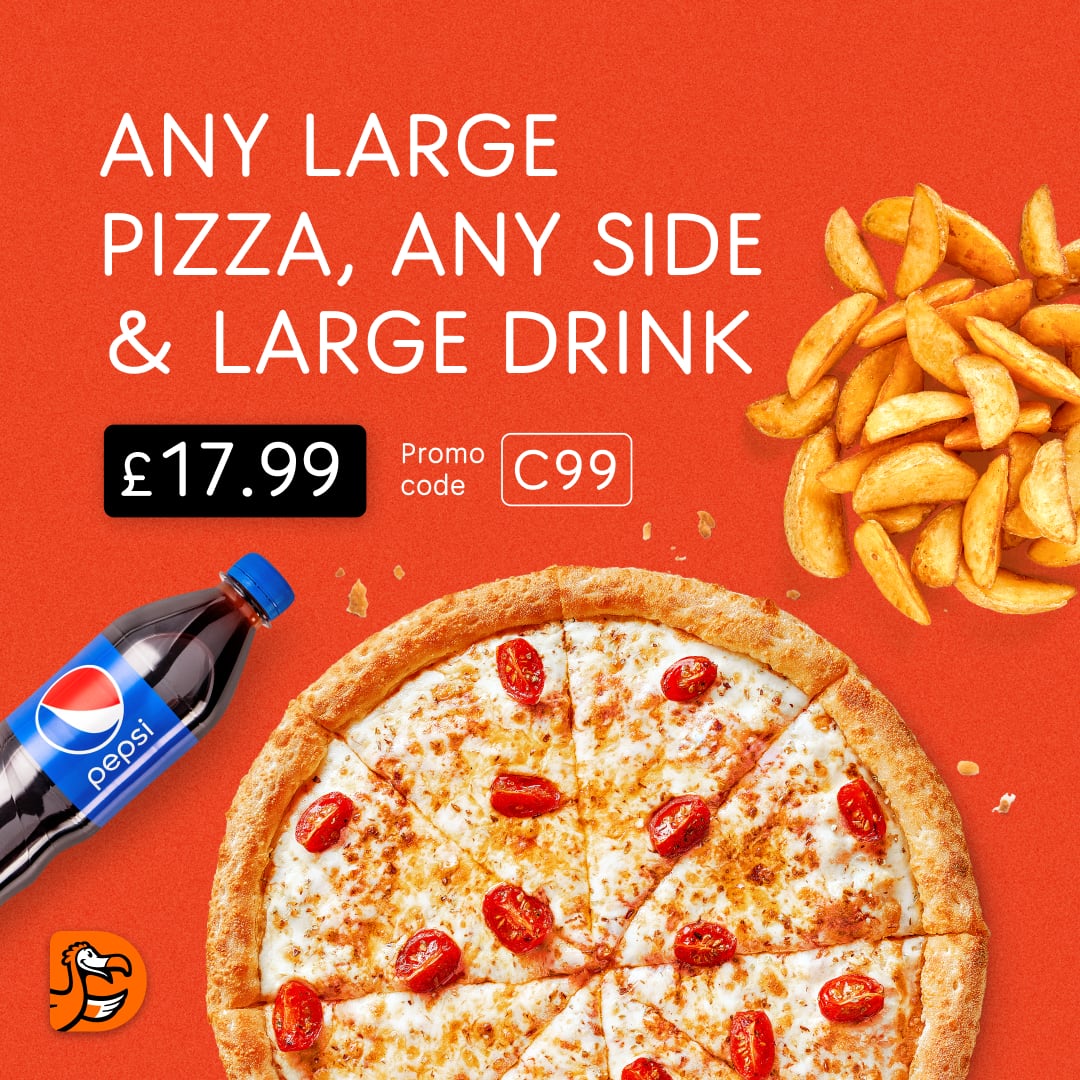 ANY LARGE
PIZZA, ANY SIDE
& LARGE DRINK
£17.99
Promo
code
C99
pepsi